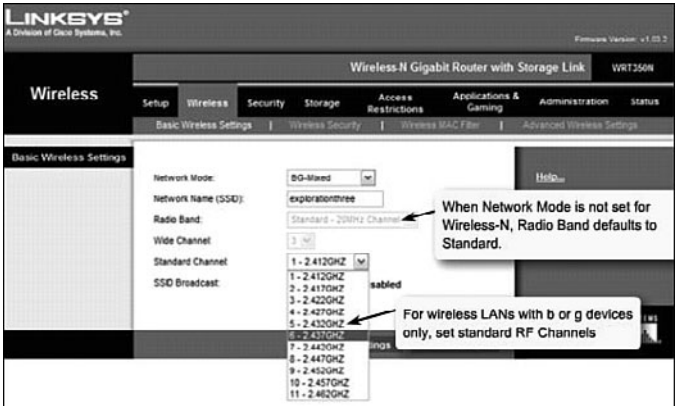 LINKSYS®
A Division of Cisco Systems, Inc.
Firmware Version: v1.03.2
Wireless-N Gigabit Router with Storage Link WRT350N
Wireless
Setup Wireless Security Storage Access Restrictions Applications & Gaming Administration Status
Basic Wireless Settings | Wireless Security | Wireless MAC Filter | Advanced Wireless Settings
Basic Wireless Settings
Network Mode: BG-Mixed
Help...
Network Name (SSID): explorationthree
Radio Band: Standard - 20MHz Channel
When Network Mode is not set for
Wireless-N, Radio Band defaults to
Standard.
Wide Channel: 3
Standard Channel: 1 - 2.412GHZ
SSID Broadcast: sabled
1 - 2.412GHZ
2 - 2.417GHZ
3 - 2.422GHZ
4 - 2.427GHZ
5 - 2.432GHZ
6 - 2.437GHZ
7 - 2.442GHZ
8 - 2.447GHZ
9 - 2.452GHZ
10 - 2.457GHZ
11 - 2.462GHZ
For wireless LANs with b or g devices
only, set standard RF Channels
ttings